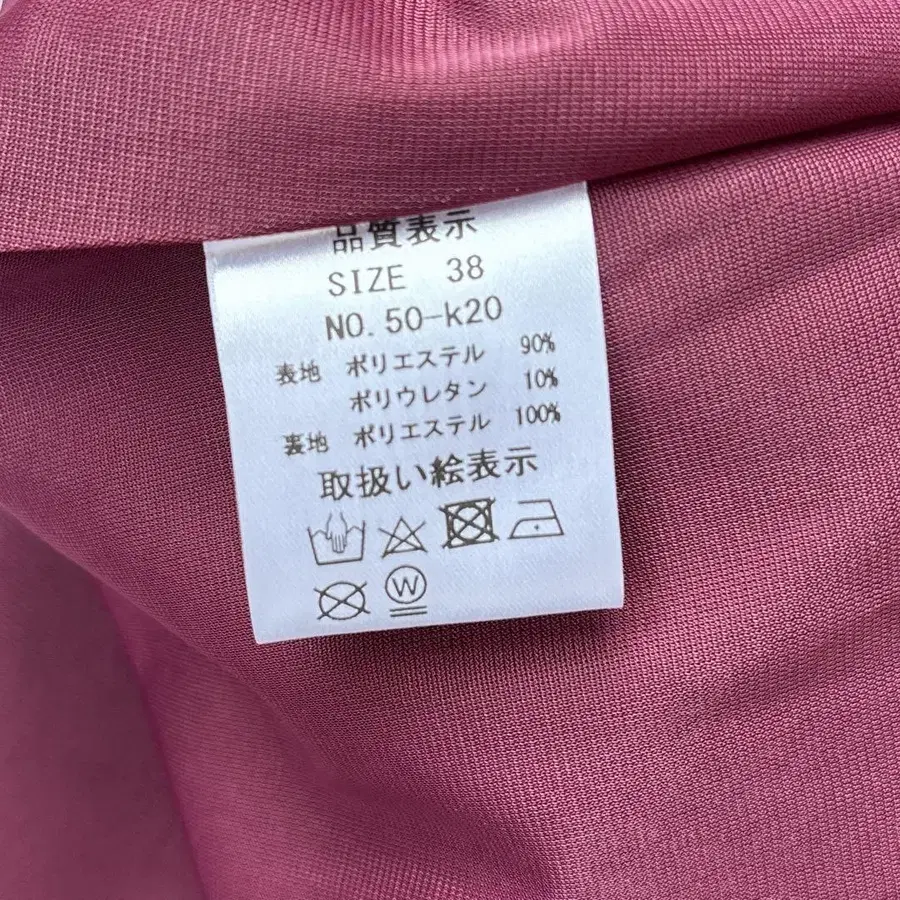 品質表示
SIZE 38
NO.50-k20
表地 ポリエステル 90%
ポリウレタン 10%
裏地 ポリエステル 100%
取扱い絵表示
W